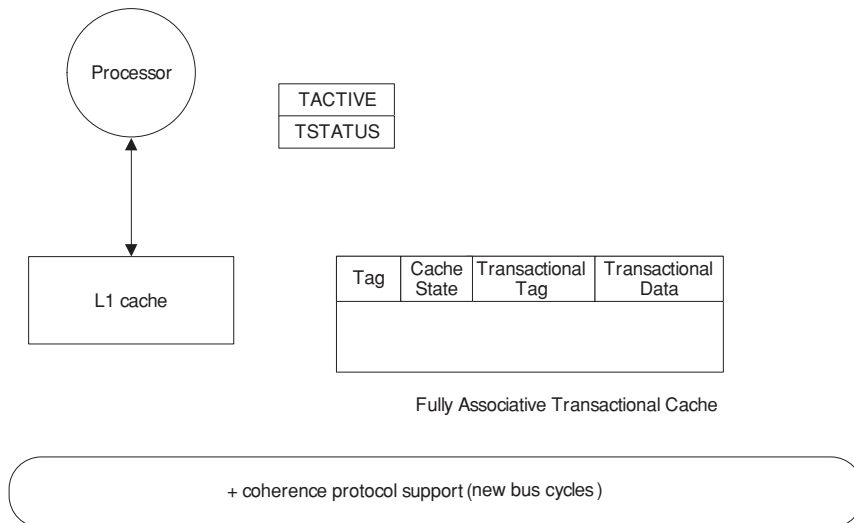 Processor
TACTIVE
TSTATUS
L1 cache
Tag
Cache
State
Transactional
Tag
Transactional
Data
Fully Associative Transactional Cache
+ coherence protocol support (new bus cycles)